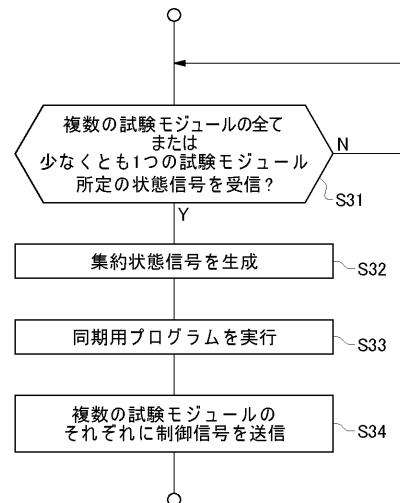 複数の試験モジュールの全て
または
少なくとも1つの試験モジュール
所定の状態信号を受信?
N
S31
Y
集約状態信号を生成
S32
同期用プログラムを実行
S33
複数の試験モジュールの
それぞれに制御信号を送信
S34